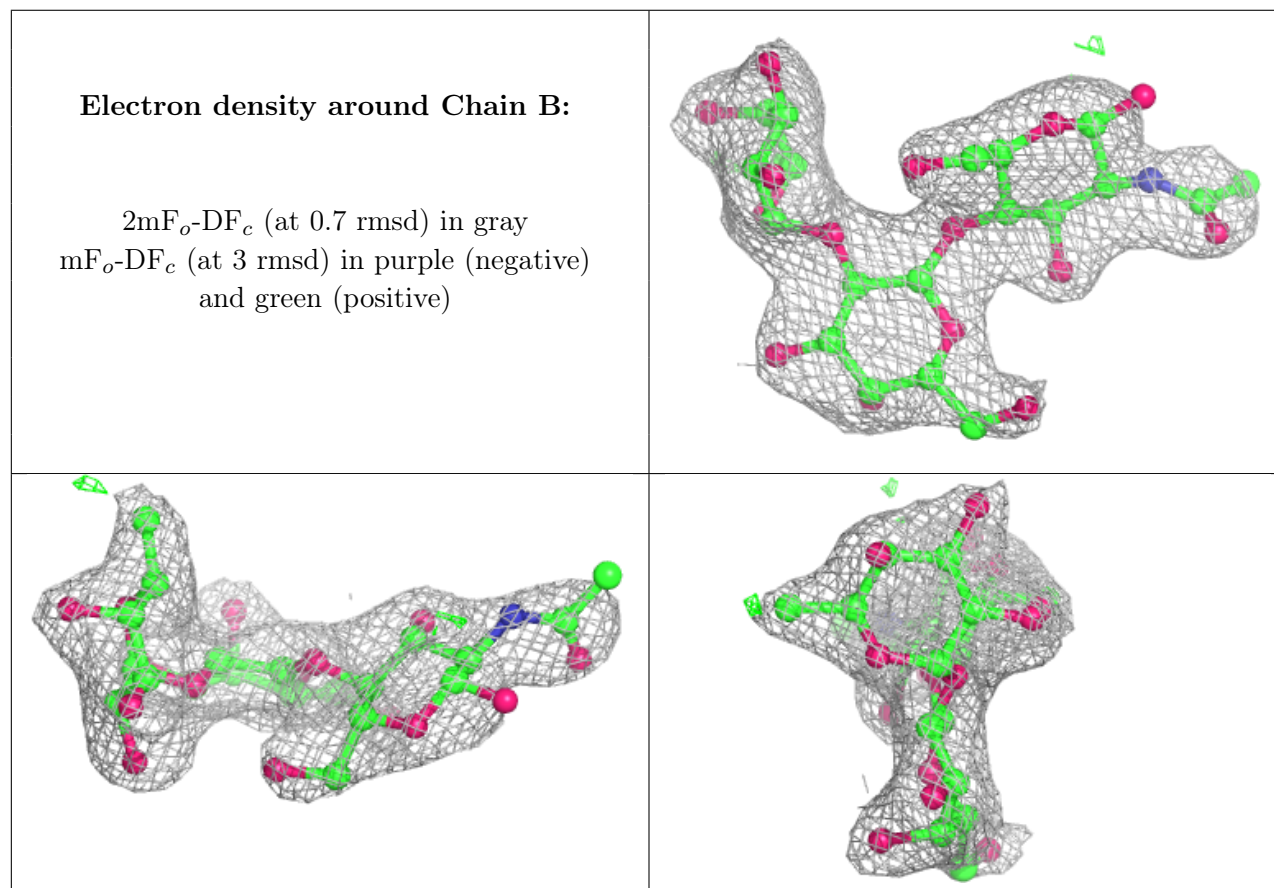 Electron density around Chain B:
2mFₒ-DF𝒸 (at 0.7 rmsd) in gray
mFₒ-DF𝒸 (at 3 rmsd) in purple (negative)
and green (positive)